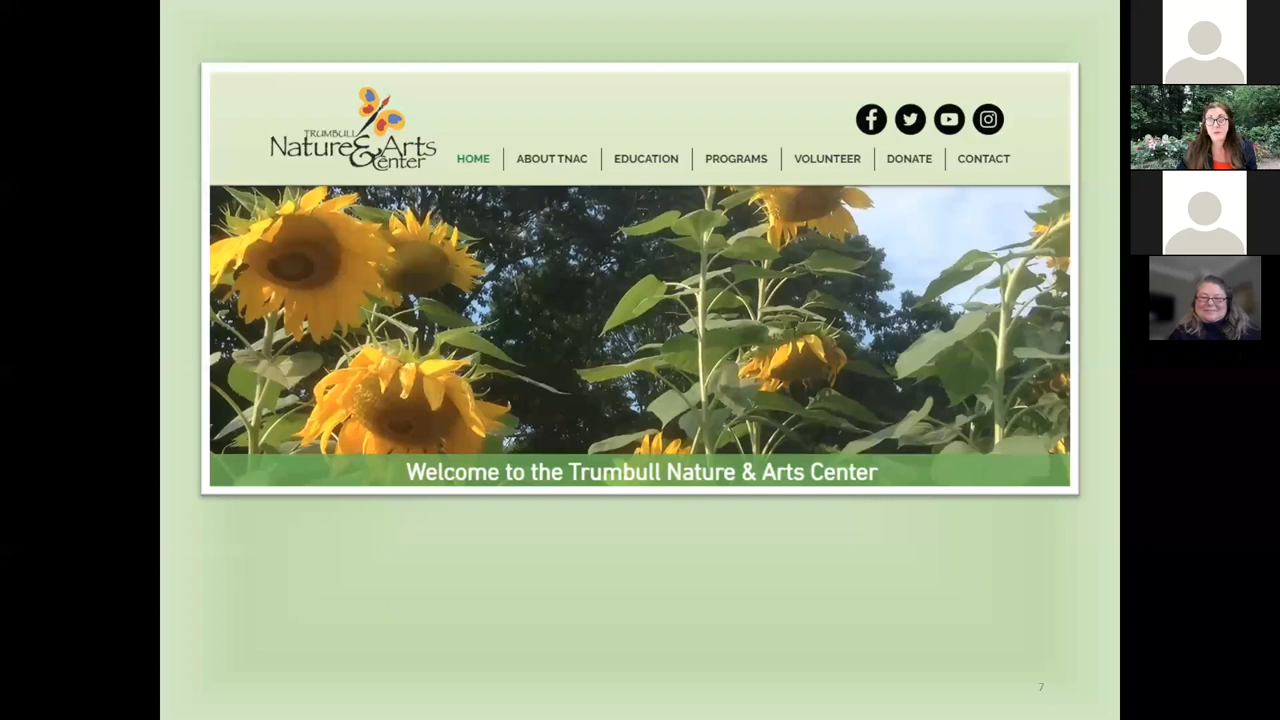 TRUMBULL
Nature & Arts
Center
HOME
ABOUT TNAC
EDUCATION
PROGRAMS
VOLUNTEER
DONATE
CONTACT
Welcome to the Trumbull Nature & Arts Center
7